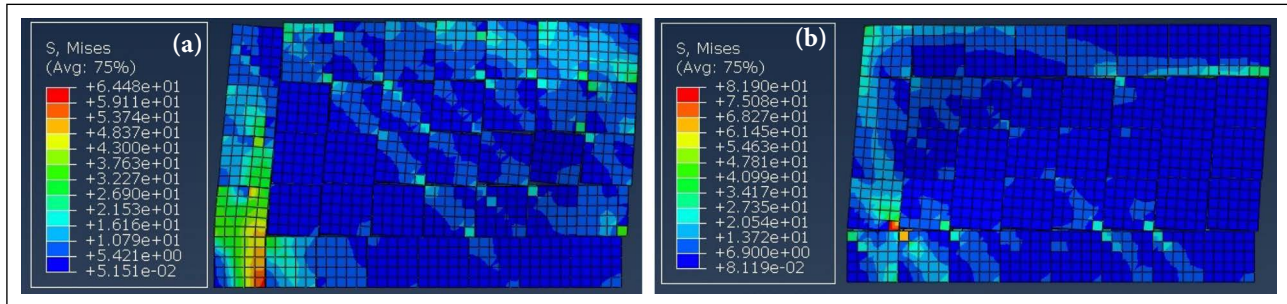 (a)
S, Mises
(Avg: 75%)
+6.448e+01
+5.911e+01
+5.374e+01
+4.837e+01
+4.300e+01
+3.763e+01
+3.227e+01
+2.690e+01
+2.153e+01
+1.616e+01
+1.079e+01
+5.421e+00
+5.151e-02
(b)
S, Mises
(Avg: 75%)
+8.190e+01
+7.508e+01
+6.827e+01
+6.145e+01
+5.463e+01
+4.781e+01
+4.099e+01
+3.417e+01
+2.735e+01
+2.054e+01
+1.372e+01
+6.900e+00
+8.119e-02